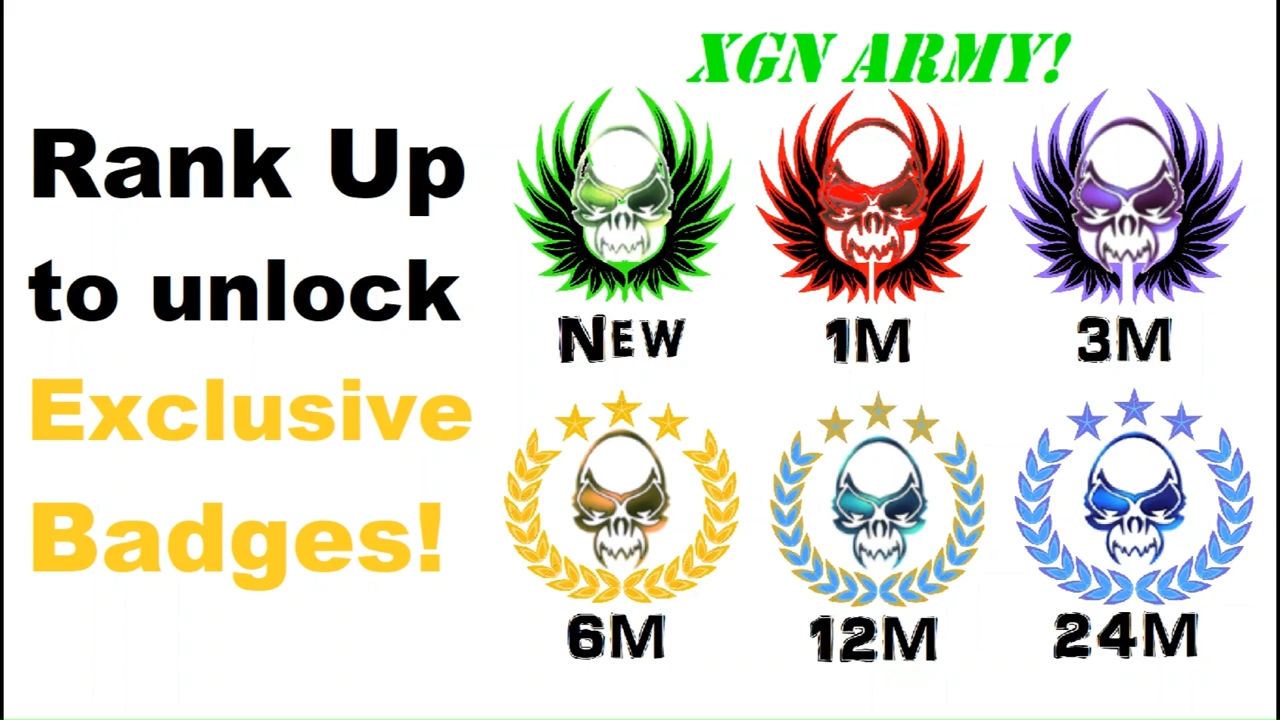 XGN ARMY!
Rank Up
to unlock
Exclusive
Badges!
New
1M
3M
6M
12M
24M